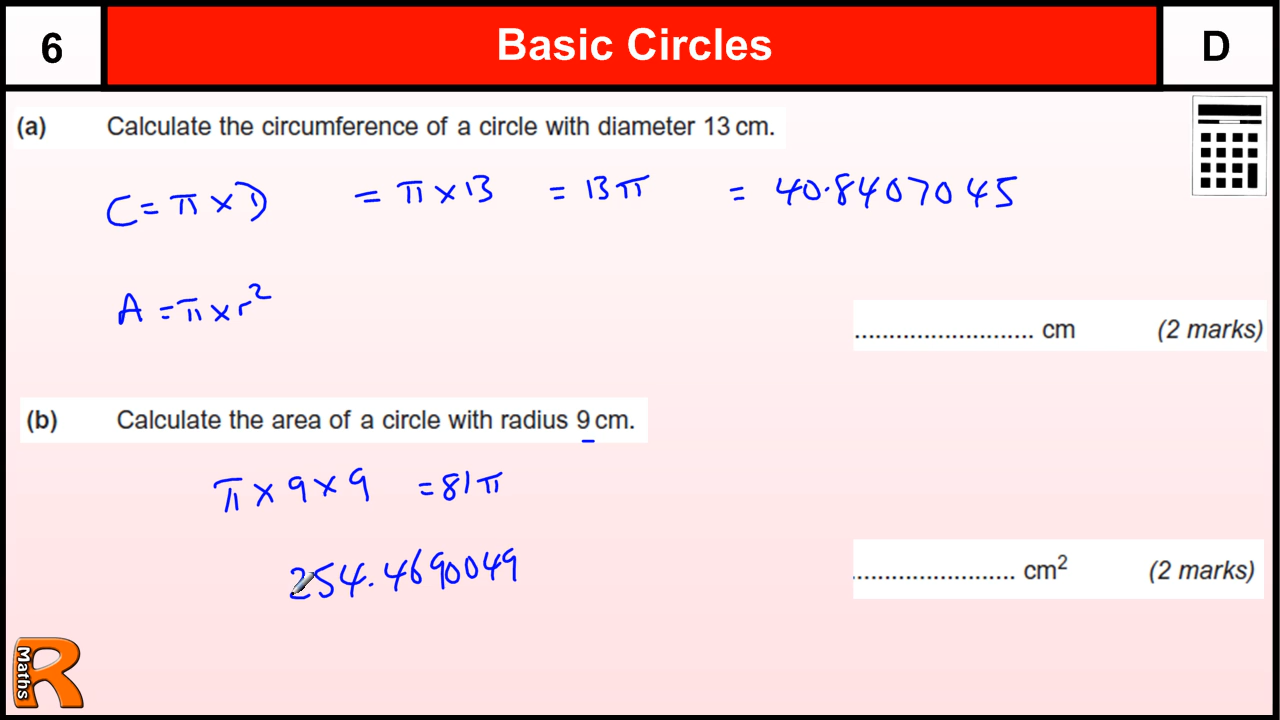 6 Basic Circles D
(a) Calculate the circumference of a circle with diameter 13 cm.
C = π × D = π × 13 = 13π = 40.8407045
A = π × r²
........................... cm (2 marks)
(b) Calculate the area of a circle with radius 9 cm.
π × 9 × 9 = 81π
254.4690049
.......................... cm² (2 marks)
R Maths